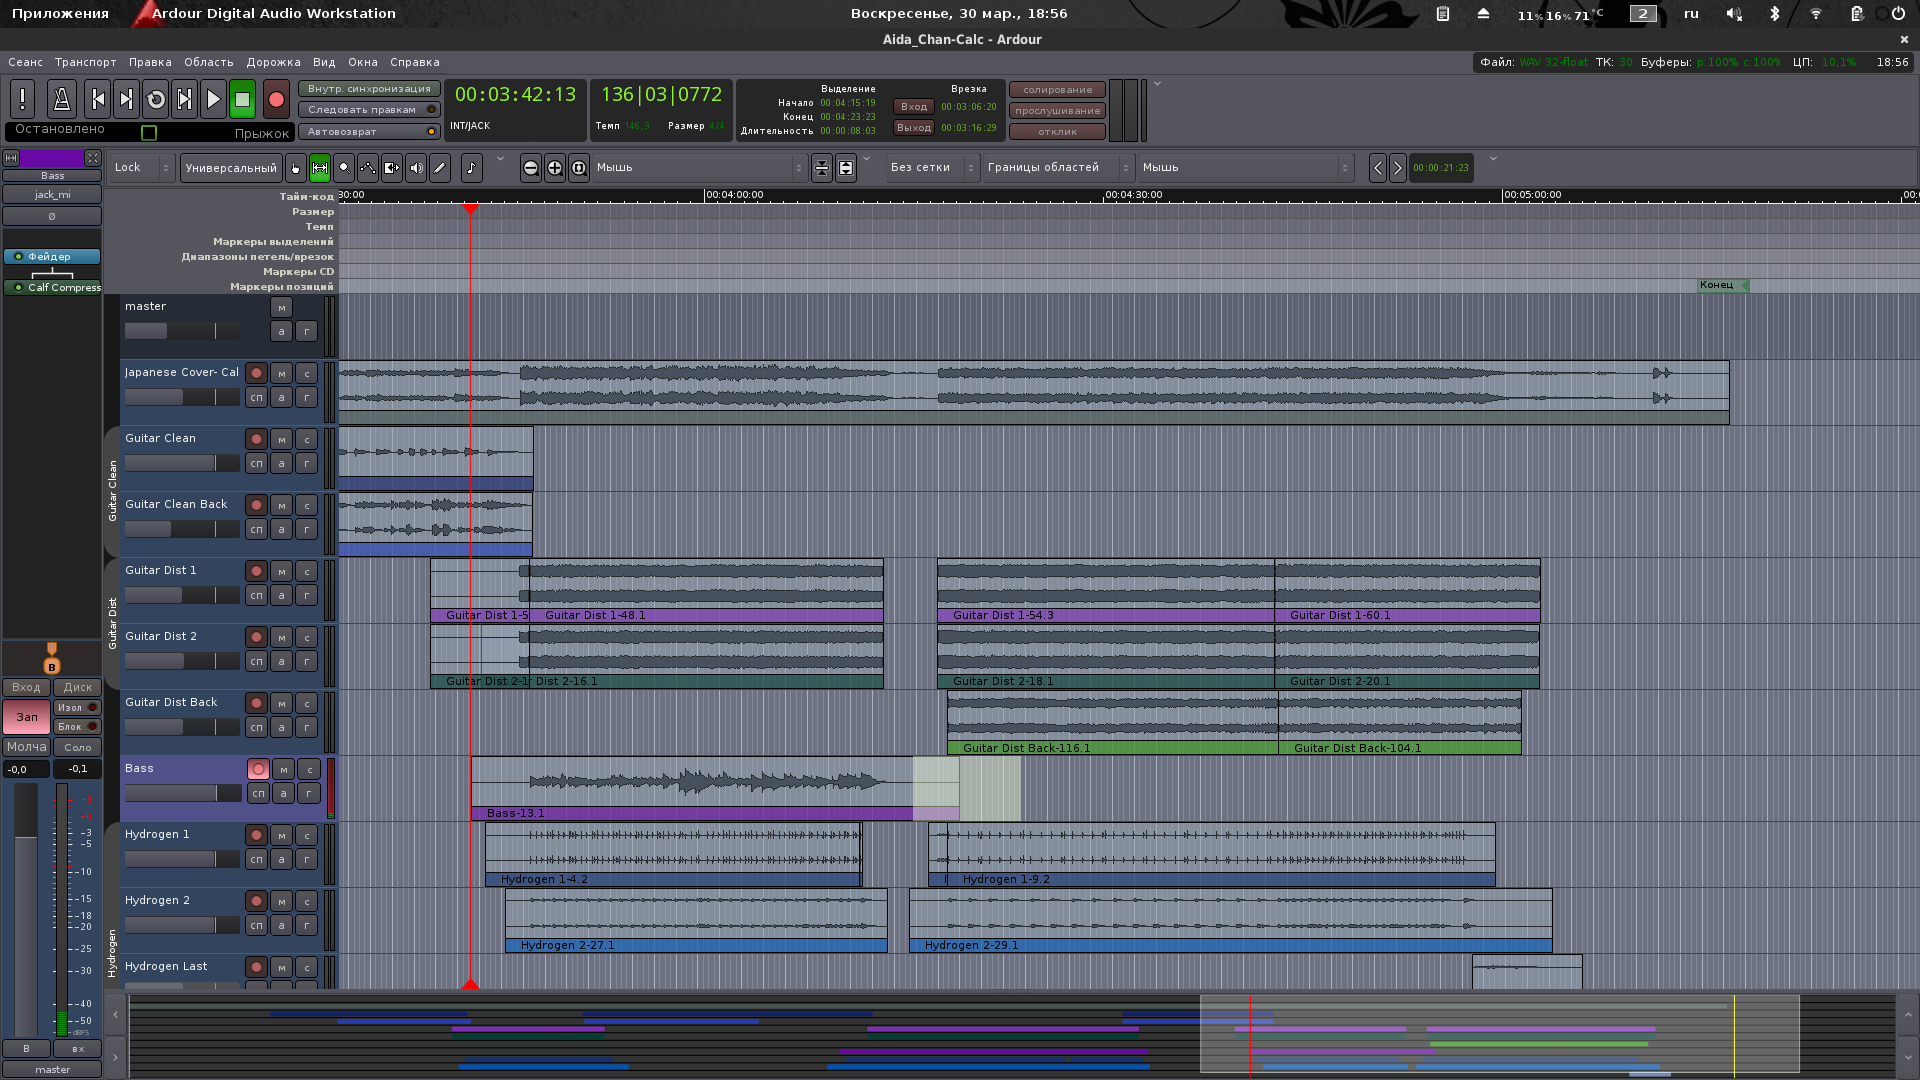 Приложения
Ardour Digital Audio Workstation
Воскресенье, 30 мар., 18:56
11% 16% 71°C
2
ru
Aida_Chan-Calc - Ardour
Сеанс Транспорт Правка Область Дорожка Вид Окна Справка
Файл: WAV 32-float ТК: 30 Буферы: p:100% c:100% ЦП: 10,1% 18:56
Остановлено
Прыжок
Внутр. синхронизация
Следовать правкам
Автовозврат
00:03:42:13
INT/JACK
136|03|0772
Темп 146,3 Размер 4/4
Выделение
Начало 00:04:15:19
Конец 00:04:23:23
Длительность 00:00:08:03
Врезка
Вход 00:03:06:20
Выход 00:03:16:29
солирование
прослушивание
отклик
Lock
Универсальный
Мышь
Без сетки
Границы областей
Мышь
00:00:21:23
Bass
jack_mi
Ø
Фейдер
Calf Compress
B
Вход Диск
Зап
Изол
Блок
Молча Соло
-0,0 -0,1
-3
-0
-3
-5
-10
-15
-18
-20
-25
-30
-40
-50
dBFS
В вх
master
Тайм-код
Размер
Темп
Маркеры выделений
Диапазоны петель/врезок
Маркеры CD
Маркеры позиций
30:00
00:04:00:00
00:04:30:00
00:05:00:00
00:
Конец
master
м
а г
Japanese Cover- Cal
м с
сп а г
Guitar Clean
Guitar Clean
м с
сп а г
Guitar Clean Back
м с
сп а г
Guitar Dist
Guitar Dist 1
м с
сп а г
Guitar Dist 1-5 Guitar Dist 1-48.1 Guitar Dist 1-54.3 Guitar Dist 1-60.1
Guitar Dist 2
м с
сп а г
Guitar Dist 2-1r Dist 2-16.1 Guitar Dist 2-18.1 Guitar Dist 2-20.1
Guitar Dist Back
м с
сп а г
Guitar Dist Back-116.1 Guitar Dist Back-104.1
Bass
м с
сп а г
Bass-13.1
Hydrogen
Hydrogen 1
м с
сп а г
Hydrogen 1-4.2 Hydrogen 1-9.2
Hydrogen 2
м с
сп а г
Hydrogen 2-27.1 Hydrogen 2-29.1
Hydrogen Last
м с